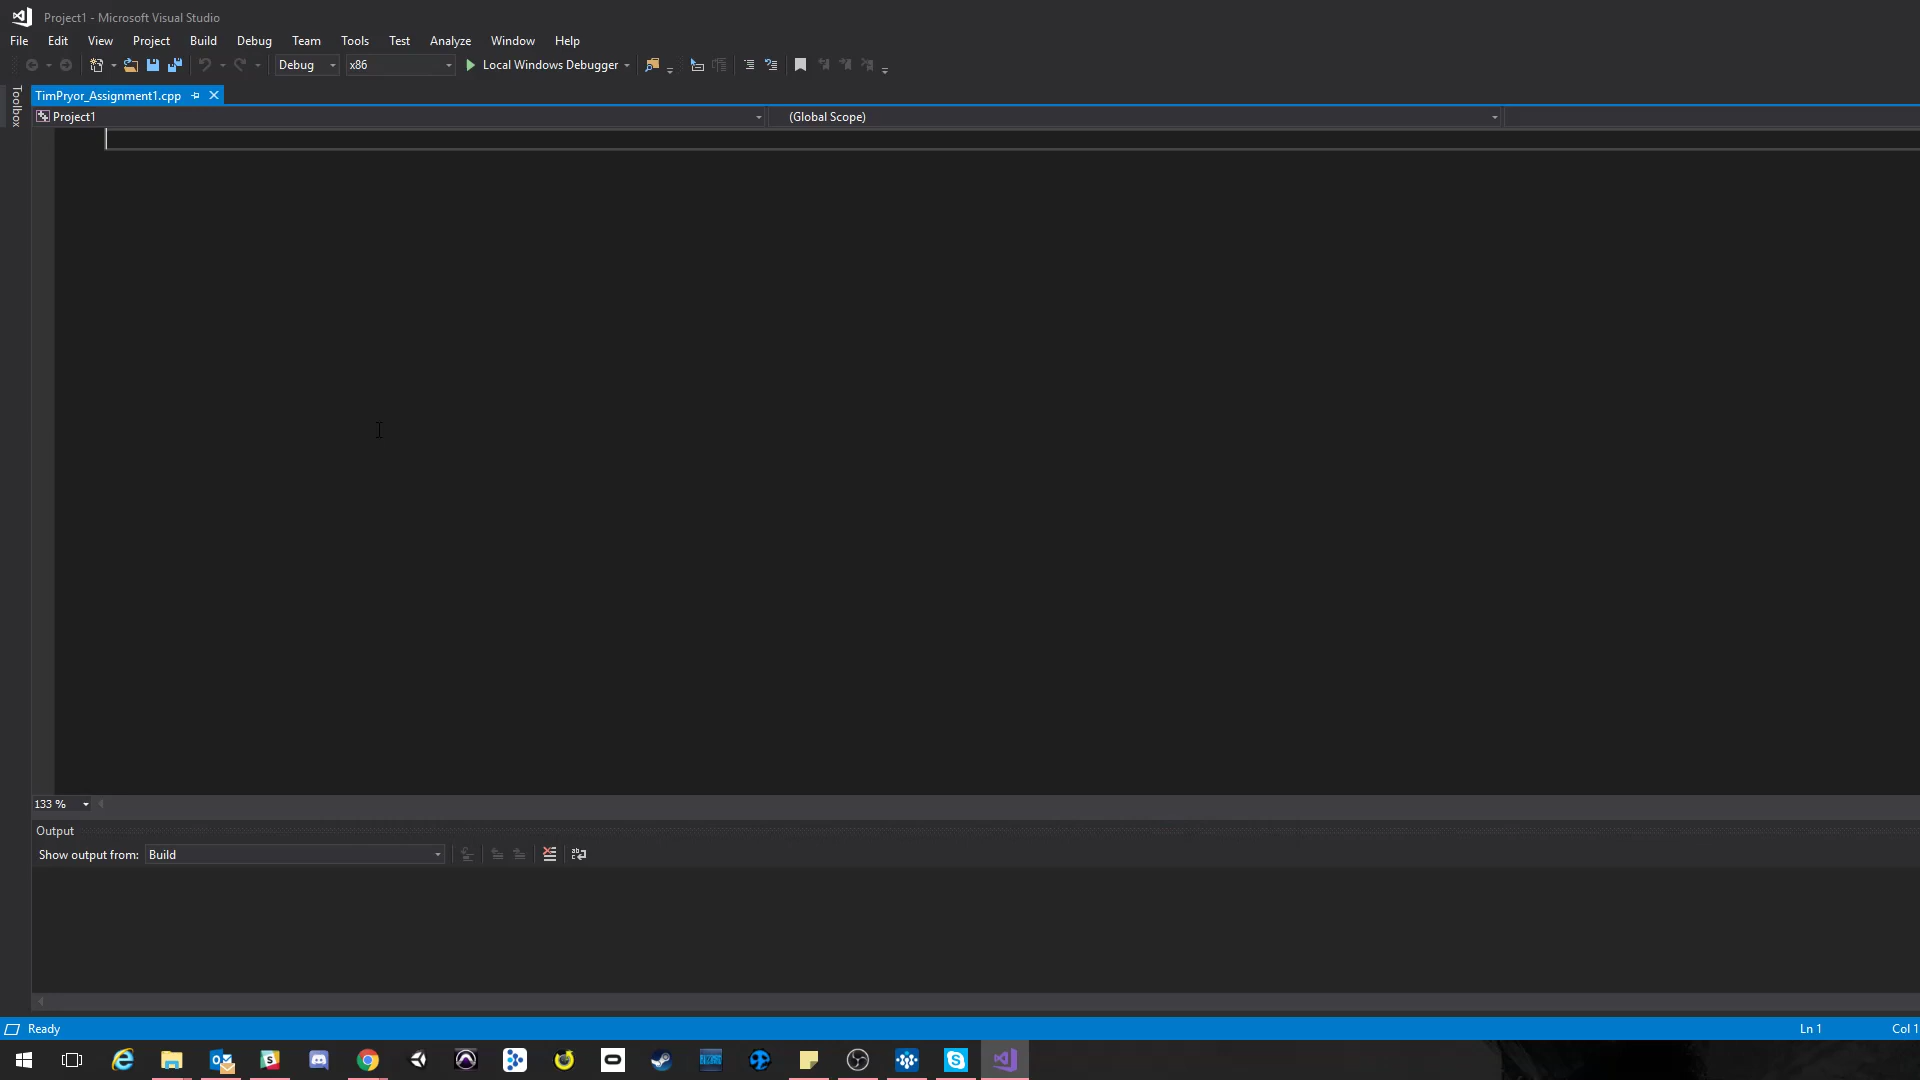 Project1 - Microsoft Visual Studio
File Edit View Project Build Debug Team Tools Test Analyze Window Help
Debug x86 Local Windows Debugger
Toolbox
TimPryor_Assignment1.cpp
Project1 (Global Scope)
133 %
Output
Show output from: Build
Ready Ln 1 Col 1